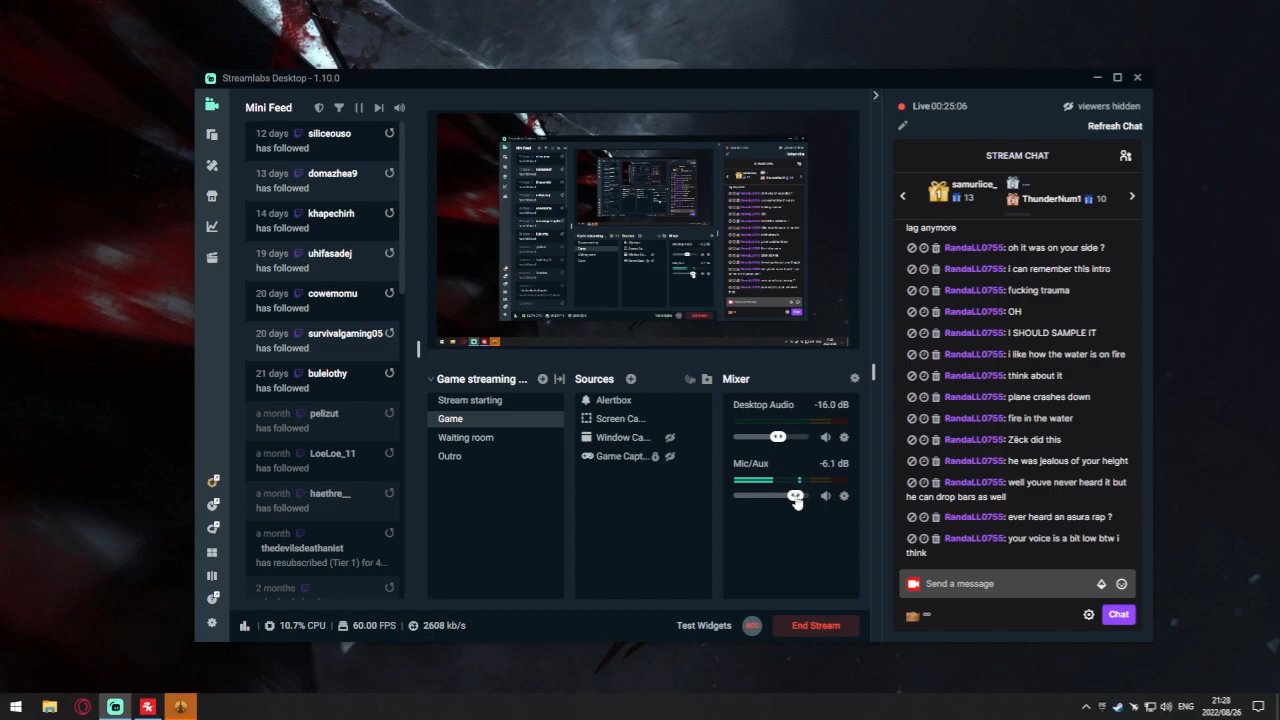 Streamlabs Desktop - 1.10.0
Mini Feed
12 days siliceouso
has followed
13 days domazhea9
has followed
14 days khapechirh
has followed
19 days uhifasadej
has followed
20 days cowemomu
has followed
20 days survivalgaming05
has followed
21 days bulelothy
has followed
a month pelizut
has followed
a month LoeLoe_11
has followed
a month haethre__
has followed
a month
thedevilsdeathanist
has resubscribed (Tier 1) for 4...
2 months
Game streaming ...
Stream starting
Game
Waiting room
Outro
Sources
Alertbox
Screen Ca...
Window Ca...
Game Capt...
Mixer
Desktop Audio -16.0 dB
Mic/Aux -6.1 dB
10.7% CPU
60.00 FPS
2608 kb/s
Test Widgets
REC
End Stream
Live 00:25:06
viewers hidden
Refresh Chat
STREAM CHAT
samuriice_
13
---
ThunderNum1 10
lag anymore
RandaLL0755: oh it was on your side ?
RandaLL0755: I can remember this intro
RandaLL0755: fucking trauma
RandaLL0755: OH
RandaLL0755: I SHOULD SAMPLE IT
RandaLL0755: i like how the water is on fire
RandaLL0755: think about it
RandaLL0755: plane crashes down
RandaLL0755: fire in the water
RandaLL0755: Zëck did this
RandaLL0755: he was jealous of your height
RandaLL0755: well youve never heard it but
he can drop bars as well
RandaLL0755: ever heard an asura rap ?
RandaLL0755: your voice is a bit low btw i
think
Send a message
∞
Chat
ENG
21:28
2022/08/26